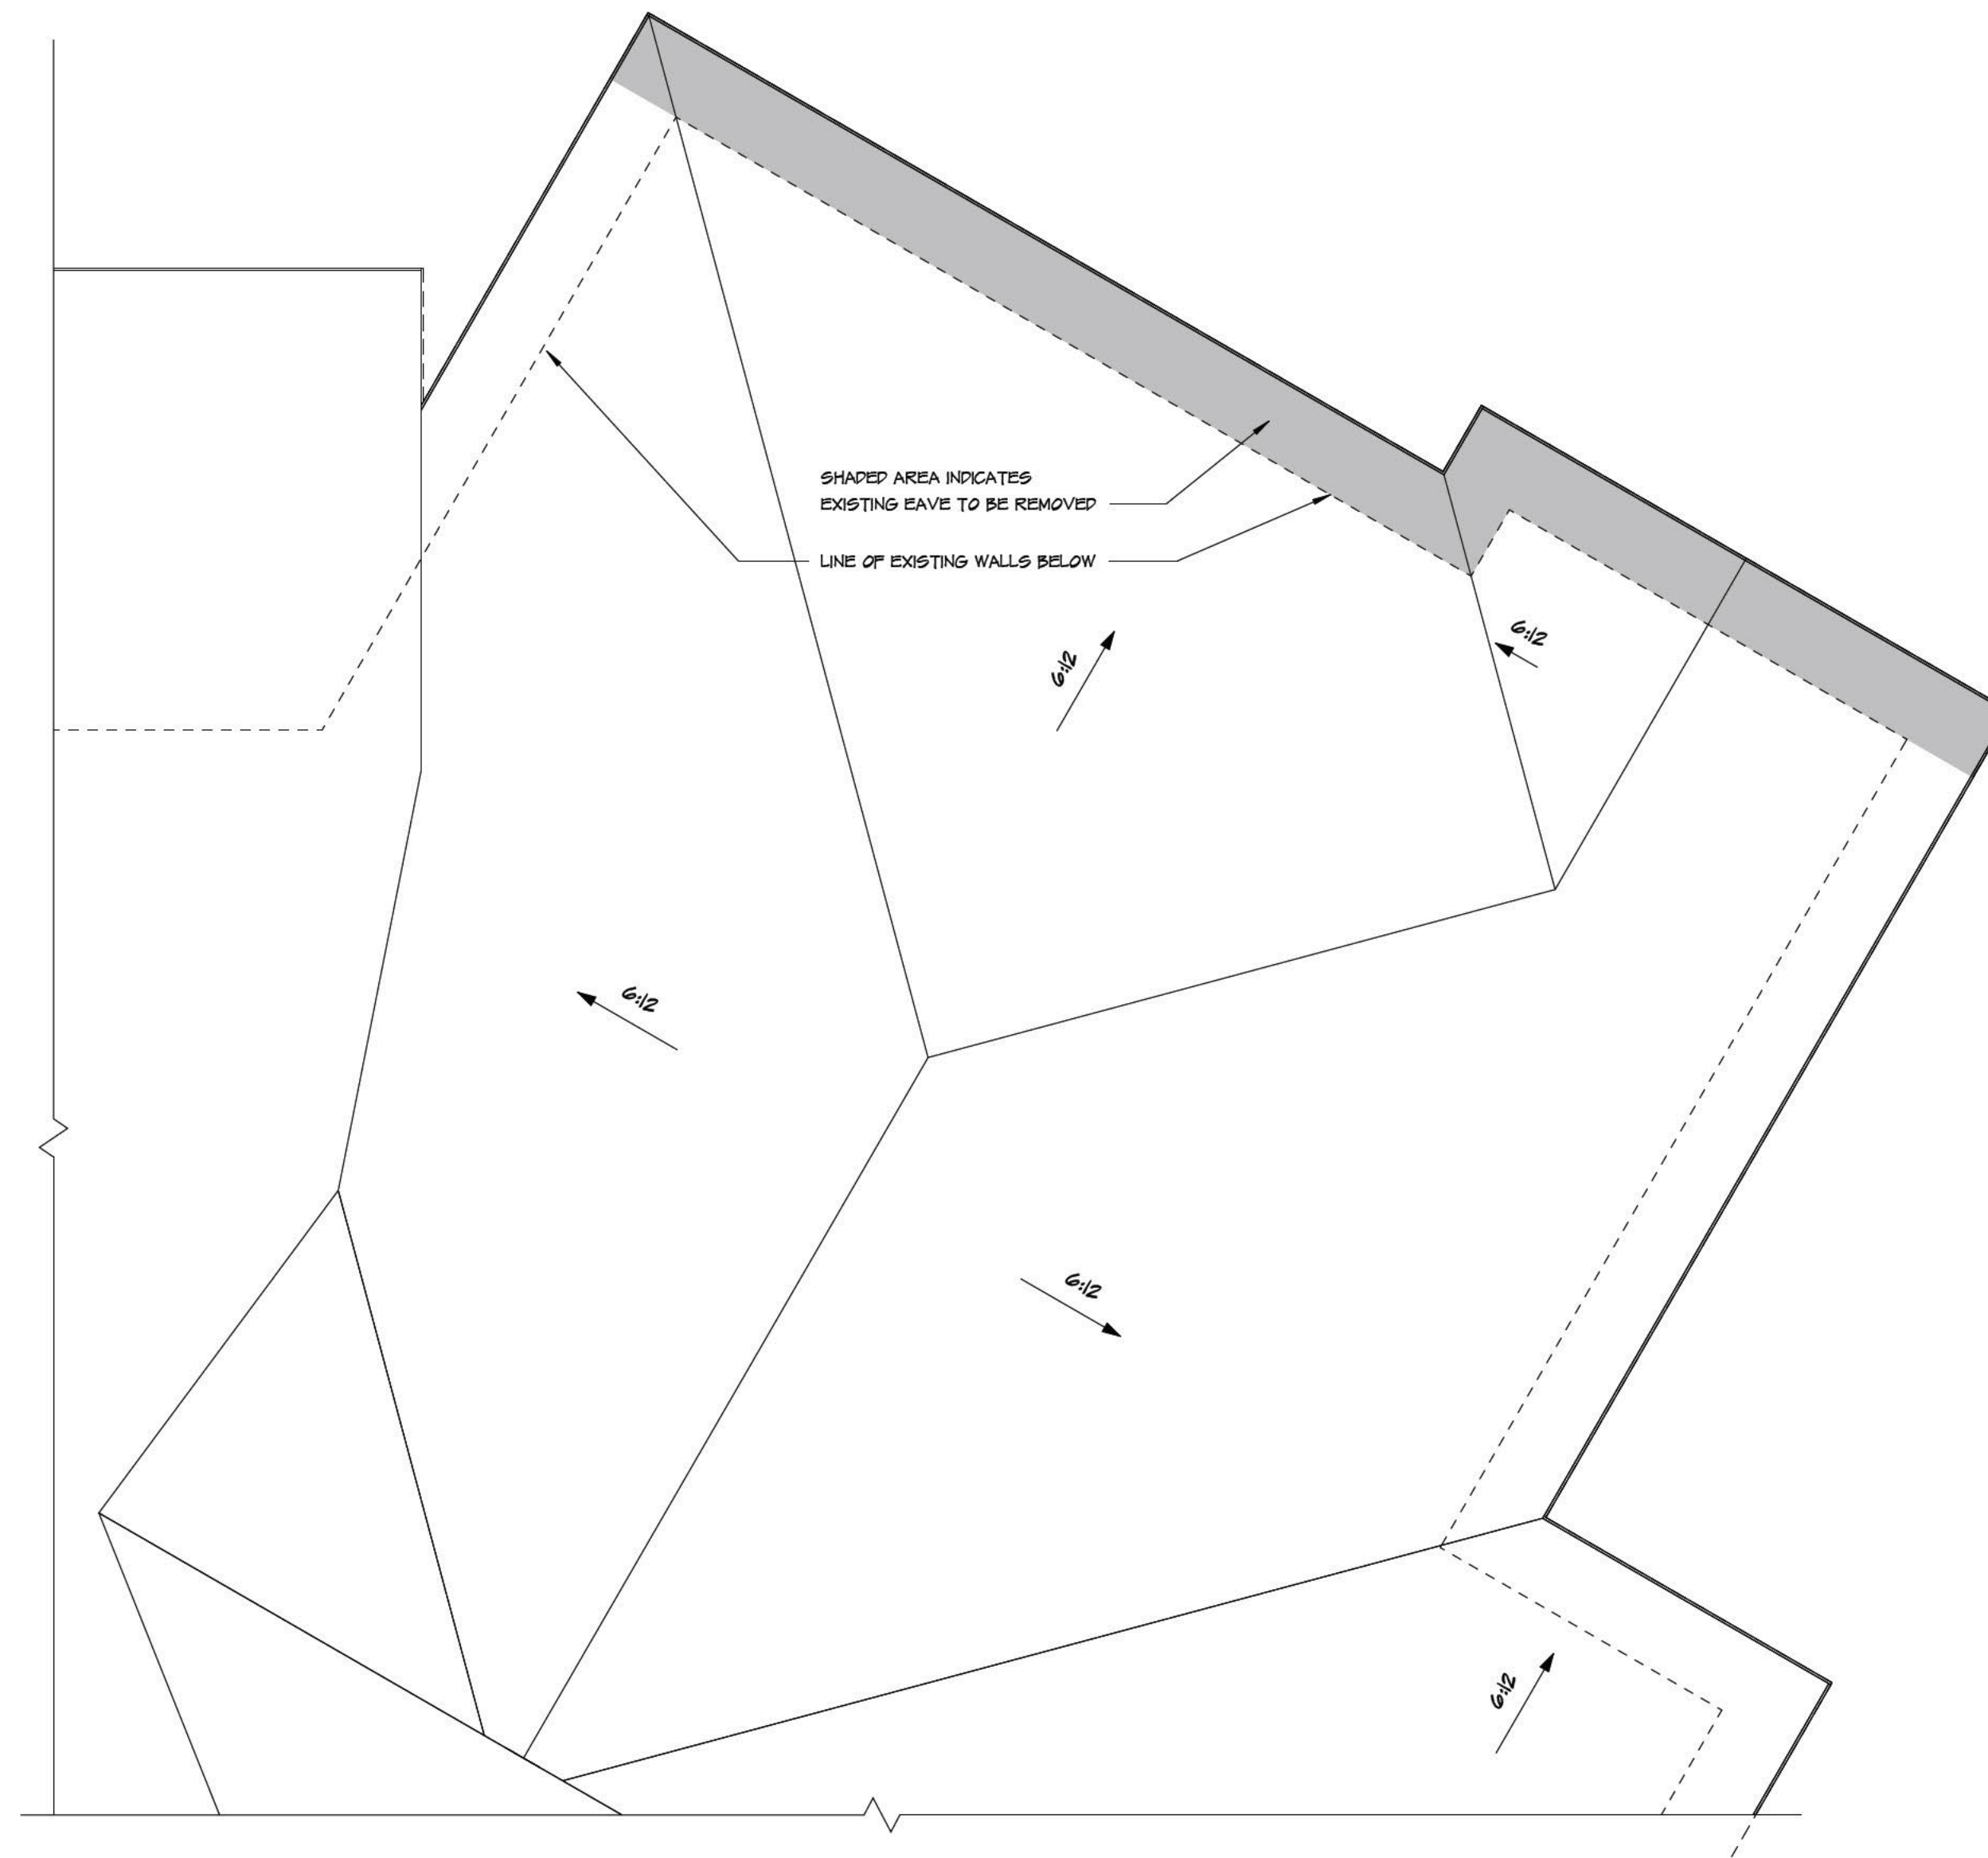 SHADED AREA INDICATES
EXISTING EAVE TO BE REMOVED
LINE OF EXISTING WALLS BELOW
6:12
6:12
6:12
6:12
6:12